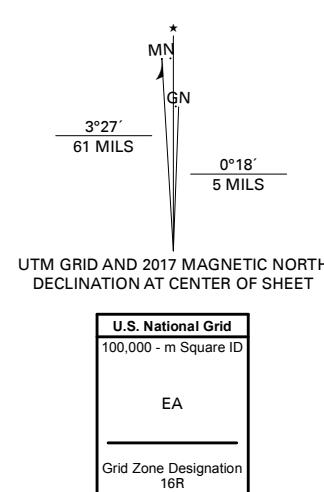 ★
MN
GN
3°27´
61 MILS
0°18´
5 MILS
UTM GRID AND 2017 MAGNETIC NORTH
DECLINATION AT CENTER OF SHEET
U.S. National Grid
100,000 - m Square ID
EA
Grid Zone Designation
16R